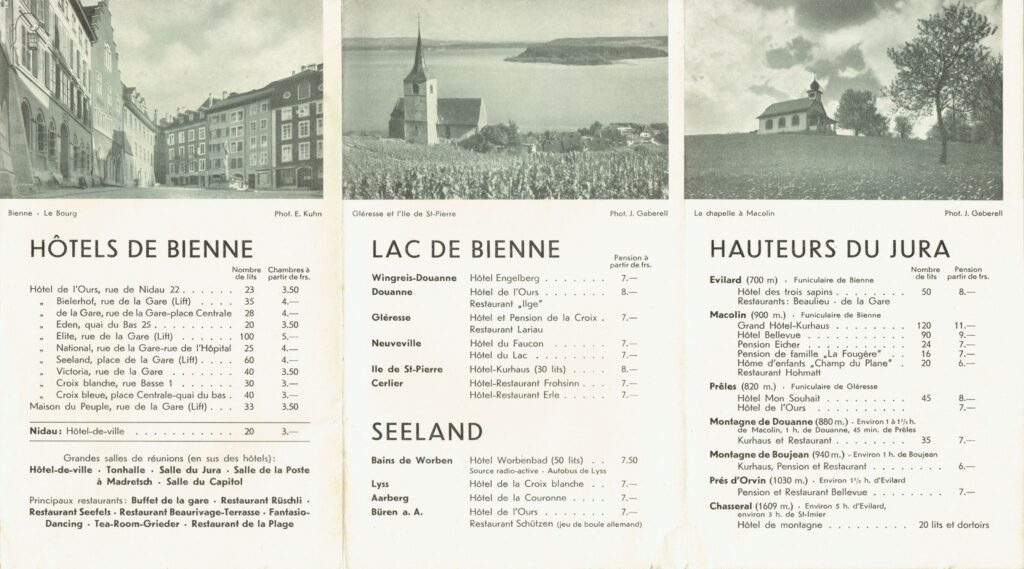 Bienne - Le Bourg
Phot. E. Kuhn
HÔTELS DE BIENNE
Nombre de lits
Chambres à partir de frs.
Hôtel de l'Ours, rue de Nidau 22 . . . . . . 23 3.50
„ Bielerhof, rue de la Gare (Lift) . . . . 35 4.—
„ de la Gare, rue de la Gare-place Centrale 28 4.—
„ Eden, quai du Bas 25 . . . . . . . . . 20 3.50
„ Elite, rue de la Gare (Lift) . . . . . . 100 5.—
„ National, rue de la Gare-rue de l'Hôpital 25 4.—
„ Seeland, place de la Gare (Lift) . . . . 60 4.—
„ Victoria, rue de la Gare . . . . . . . 40 3.50
„ Croix blanche, rue Basse 1 . . . . . . 30 3.—
„ Croix bleue, place Centrale-quai du bas . 40 3.—
Maison du Peuple, rue de la Gare (Lift) . . . 33 3.50
Nidau: Hôtel-de-ville . . . . . . . . . . . 20 3.—
Grandes salles de réunions (en sus des hôtels):
Hôtel-de-ville · Tonhalle · Salle du Jura · Salle de la Poste
à Madretsch · Salle du Capitol
Principaux restaurants: Buffet de la gare · Restaurant Rüschli ·
Restaurant Seefels · Restaurant Beaurivage-Terrasse · Fantasio-
Dancing · Tea-Room-Grieder · Restaurant de la Plage
Gléresse et l'Ile de St-Pierre
Phot. J. Gaberell
LAC DE BIENNE
Pension à partir de frs.
Wingreis-Douanne Hôtel Engelberg . . . . . . . 7.—
Douanne Hôtel de l'Ours . . . . . . . 8.—
Restaurant „Ilge"
Gléresse Hôtel et Pension de la Croix . 7.—
Restaurant Lariau
Neuveville Hôtel du Faucon . . . . . . . 7.—
Hôtel du Lac . . . . . . . . 7.—
Ile de St-Pierre Hôtel-Kurhaus (30 lits) . . . . 8.—
Cerlier Hôtel-Restaurant Frohsinn . . . 7.—
Hôtel-Restaurant Erle . . . . . 7.—
SEELAND
Bains de Worben Hôtel Worbenbad (50 lits) . . 7.50
Source radio-active · Autobus de Lyss
Lyss Hôtel de la Croix blanche . . . 7.—
Aarberg Hôtel de la Couronne . . . . . 7.—
Büren a. A. Hôtel de l'Ours . . . . . . . 7.—
Restaurant Schützen (jeu de boule allemand)
La chapelle à Macolin
Phot. J. Gaberell
HAUTEURS DU JURA
Nombre de lits
Pension à partir de frs.
Evilard (700 m) · Funiculaire de Bienne
Hôtel des trois sapins . . . . . . . 50 8.—
Restaurants: Beaulieu · de la Gare
Macolin (900 m.) · Funiculaire de Bienne
Grand Hôtel-Kurhaus . . . . . . . . 120 11.—
Hôtel Bellevue . . . . . . . . . . . 90 9.—
Pension Eicher . . . . . . . . . . . 24 7.—
Pension de famille „La Fougère" . . . 16 7.—
Hôme d'enfants „Champ du Plane" . . 20 6.—
Restaurant Hohmatt
Prêles (820 m.) · Funiculaire de Gléresse
Hôtel Mon Souhait . . . . . . . . . 45 8.—
Hôtel de l'Ours . . . . . . . . . . . 7.—
Montagne de Douanne (880 m.) · Environ 1 à 1½ h.
de Macolin, 1 h. de Douanne, 45 min. de Prêles
Kurhaus et Restaurant . . . . . . . . 35 7.—
Montagne de Boujean (940 m.) · Environ 1 h. de Boujean
Kurhaus, Pension et Restaurant . . . . . 6.—
Prés d'Orvin (1030 m.) · Environ 1½ h. d'Evilard
Pension et Restaurant Bellevue . . . . . 7.—
Chasseral (1609 m.) · Environ 5 h. d'Evilard,
environ 3 h. de St-Imier
Hôtel de montagne . . . . . . . . 20 lits et dortoirs